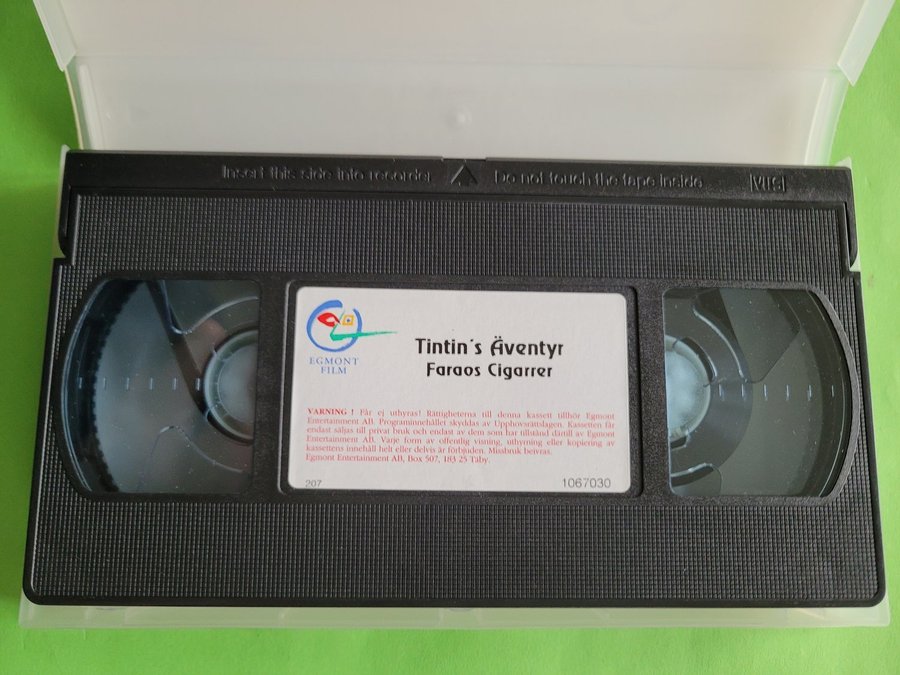 Insert this side into recorder Do not touch the tape inside VHS
EGMONT
FILM
Tintin's Äventyr
Faraos Cigarrer
VARNING ! Får ej uthyras! Rättigheterna till denna kassett tillhör Egmont
Entertainment AB. Programinnehållet skyddas av Upphovsrättslagen. Kassetten får
endast säljas till privat bruk och endast av dem som har tillstånd därtill av Egmont
Entertainment AB. Varje form av offentlig visning, uthyrning eller kopiering av
kassettens innehåll helt eller delvis är förbjuden. Missbruk beivras.
Egmont Entertainment AB, Box 507, 183 25 Täby.
207 1067030